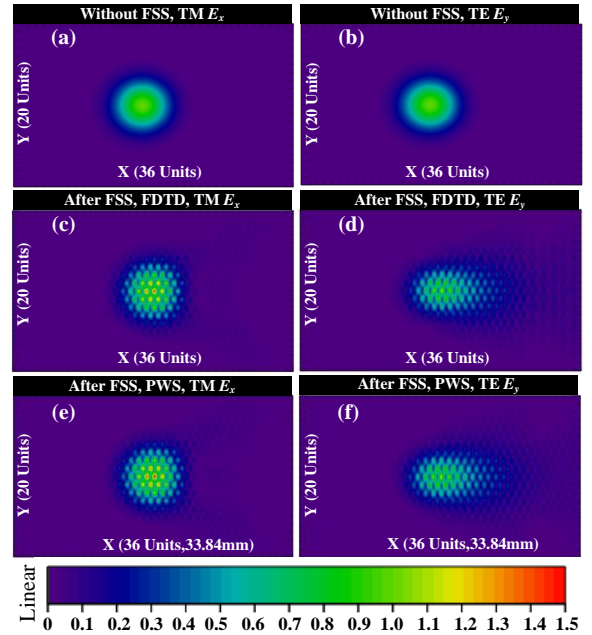 Without FSS, TM Ex
Without FSS, TE Ey
(a)
(b)
Y (20 Units)
Y (20 Units)
X (36 Units)
X (36 Units)
After FSS, FDTD, TM Ex
After FSS, FDTD, TE Ey
(c)
(d)
Y (20 Units)
Y (20 Units)
X (36 Units)
X (36 Units)
After FSS, PWS, TM Ex
After FSS, PWS, TE Ey
(e)
(f)
Y (20 Units)
Y (20 Units)
X (36 Units,33.84mm)
X (36 Units,33.84mm)
Linear
0 0.1 0.2 0.3 0.4 0.5 0.6 0.7 0.8 0.9 1.0 1.1 1.2 1.3 1.4 1.5